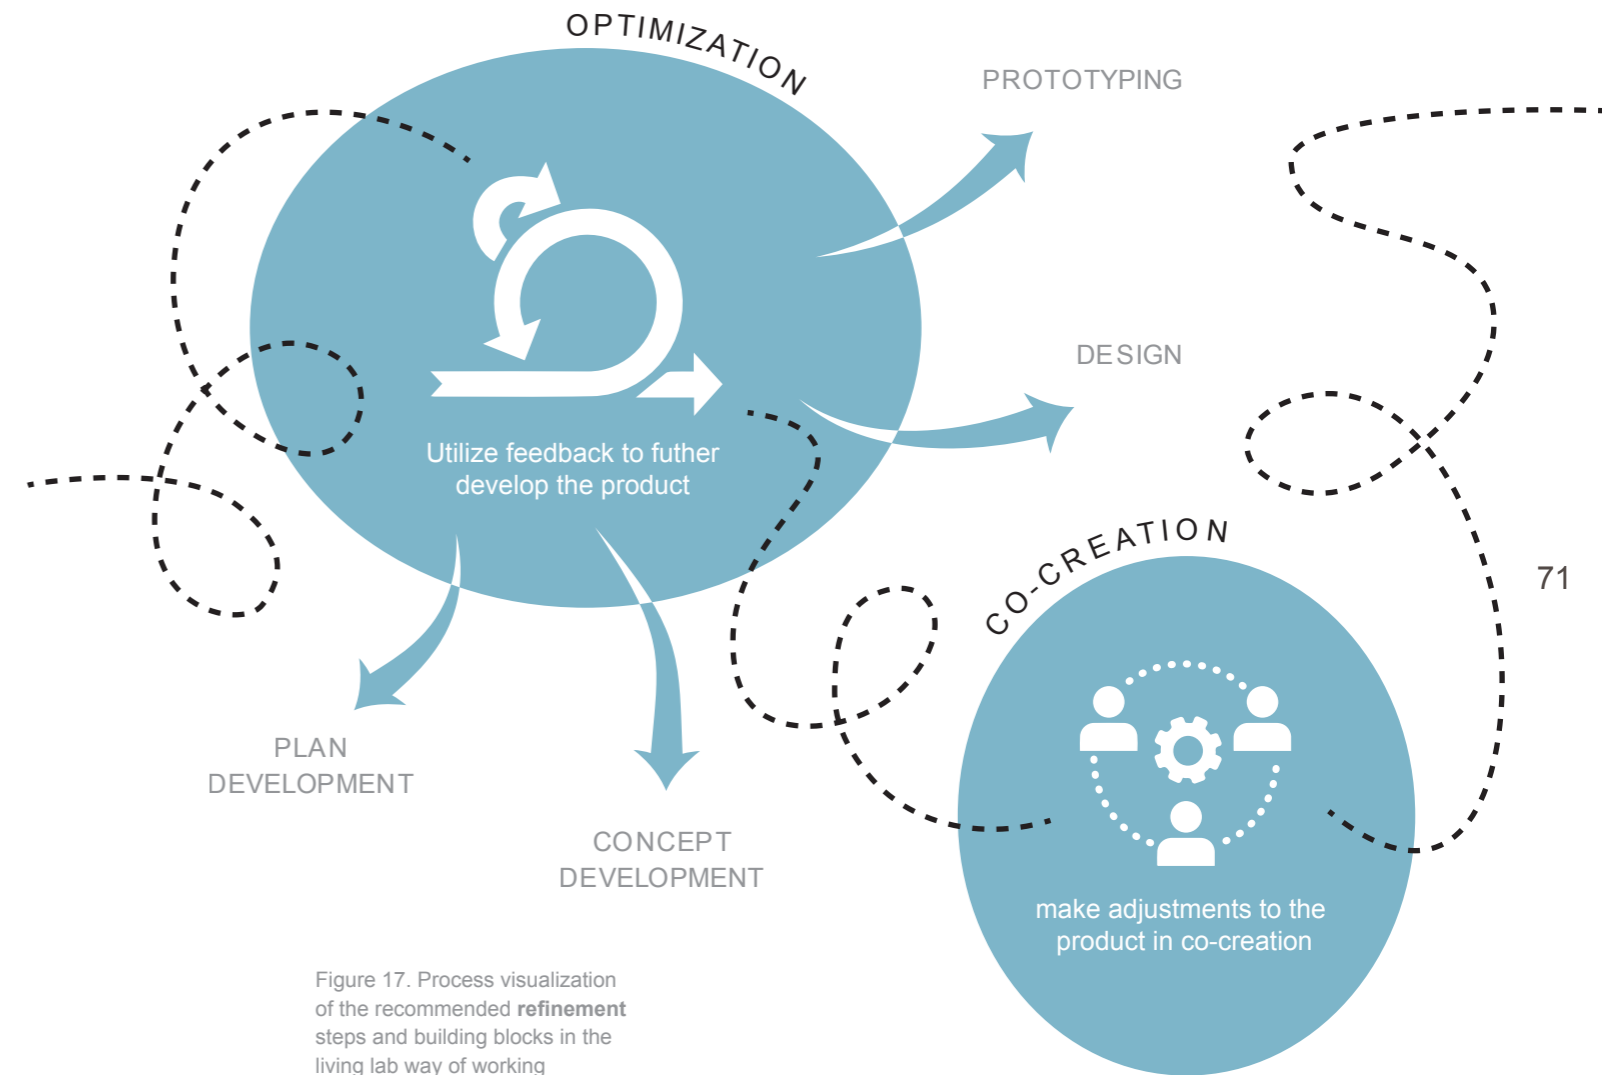 OPTIMIZATION
PROTOTYPING
DESIGN
Utilize feedback to futher
develop the product
CO-CREATION
71
PLAN
DEVELOPMENT
CONCEPT
DEVELOPMENT
make adjustments to the
product in co-creation
Figure 17. Process visualization
of the recommended refinement
steps and building blocks in the
living lab way of working